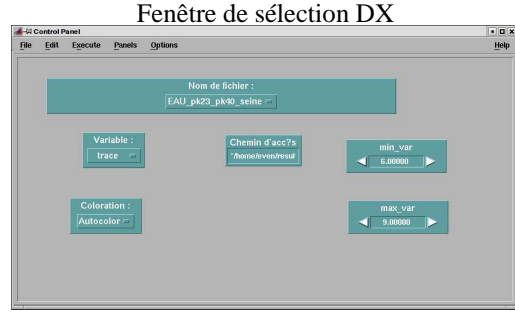 Fenêtre de sélection DX
Control Panel
File Edit Execute Panels Options Help
Nom de fichier :
EAU_pk23_pk40_seine
Variable :
trace
Chemin d'acc?s
"/home/even/resul
min_var
6.00000
Coloration :
Autocolor
max_var
9.00000